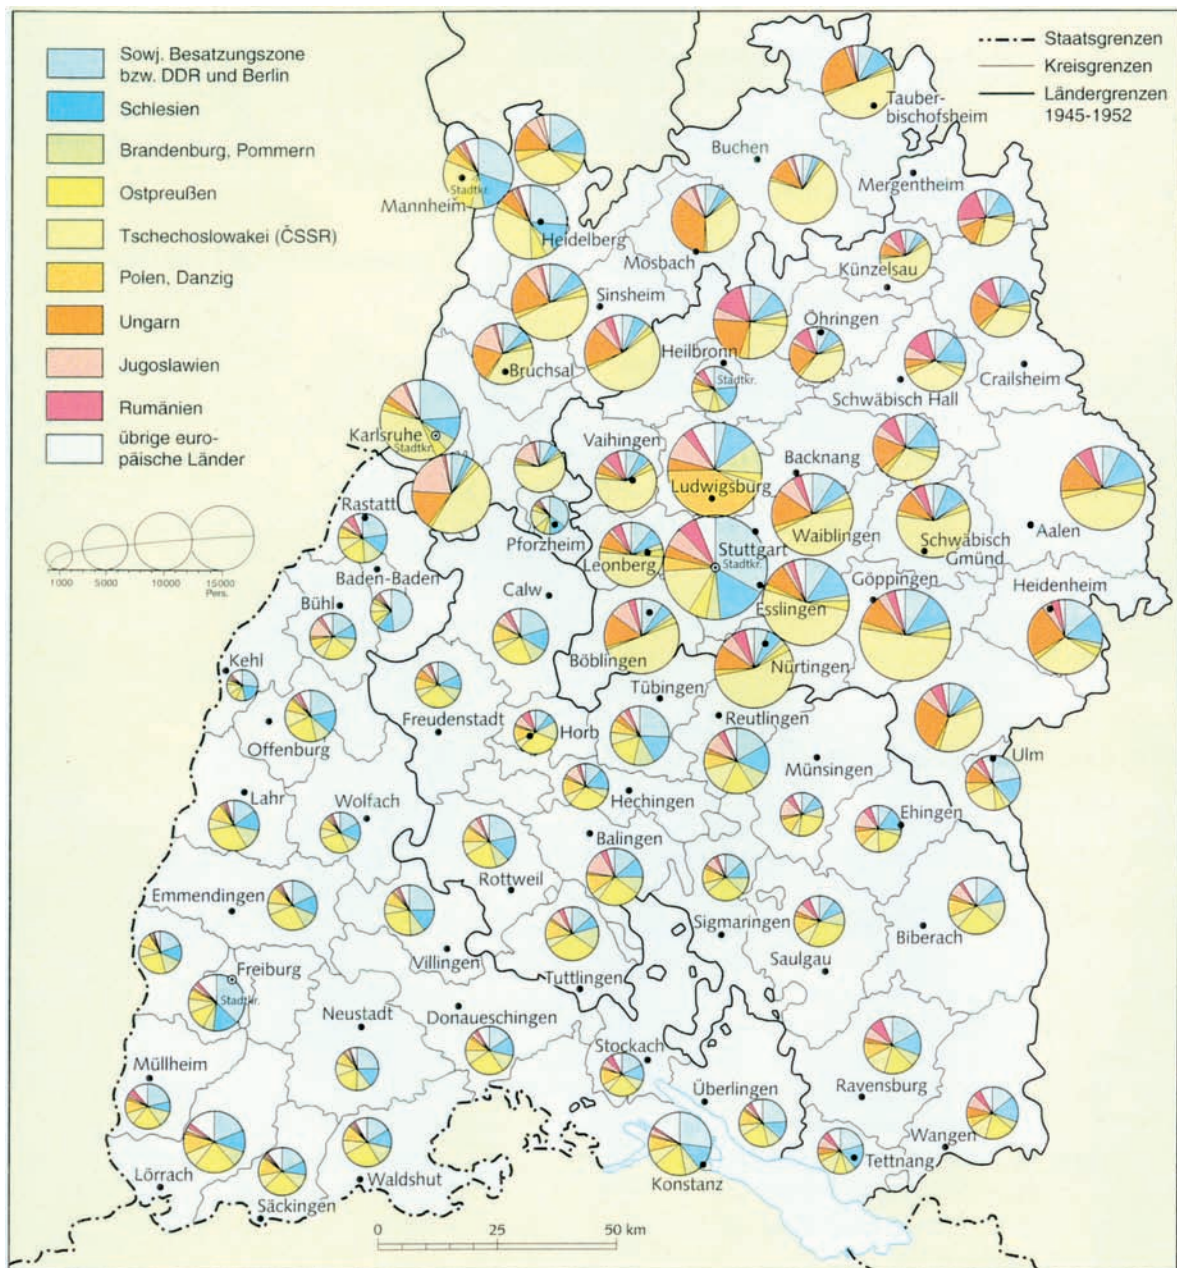 Sowj. Besatzungszone
bzw. DDR und Berlin
Schlesien
Brandenburg, Pommern
Ostpreußen
Tschechoslowakei (ČSSR)
Polen, Danzig
Ungarn
Jugoslawien
Rumänien
übrige euro-
päische Länder
1000
5000
10000
15000
Pers.
Staatsgrenzen
Kreisgrenzen
Ländergrenzen
1945-1952
Tauber-
bischofsheim
Buchen
Mergentheim
Stadtkr.
Mannheim
Heidelberg
Mosbach
Künzelsau
Sinsheim
Öhringen
Heilbronn
Stadtkr.
Bruchsal
Crailsheim
Schwäbisch Hall
Karlsruhe
Stadtkr.
Vaihingen
Backnang
Ludwigsburg
Rastatt
Pforzheim
Leonberg
Stuttgart
Stadtkr.
Waiblingen
Schwäbisch
Gmünd
Aalen
Baden-Baden
Calw
Esslingen
Göppingen
Heidenheim
Bühl
Böblingen
Nürtingen
Kehl
Tübingen
Reutlingen
Freudenstadt
Horb
Offenburg
Münsingen
Ulm
Lahr
Wolfach
Hechingen
Ehingen
Balingen
Rottweil
Emmendingen
Sigmaringen
Biberach
Villingen
Saulgau
Tuttlingen
Freiburg
Stadtkr.
Neustadt
Donaueschingen
Stockach
Müllheim
Überlingen
Ravensburg
Wangen
Lörrach
Waldshut
Konstanz
Tettnang
Säckingen
0
25
50 km